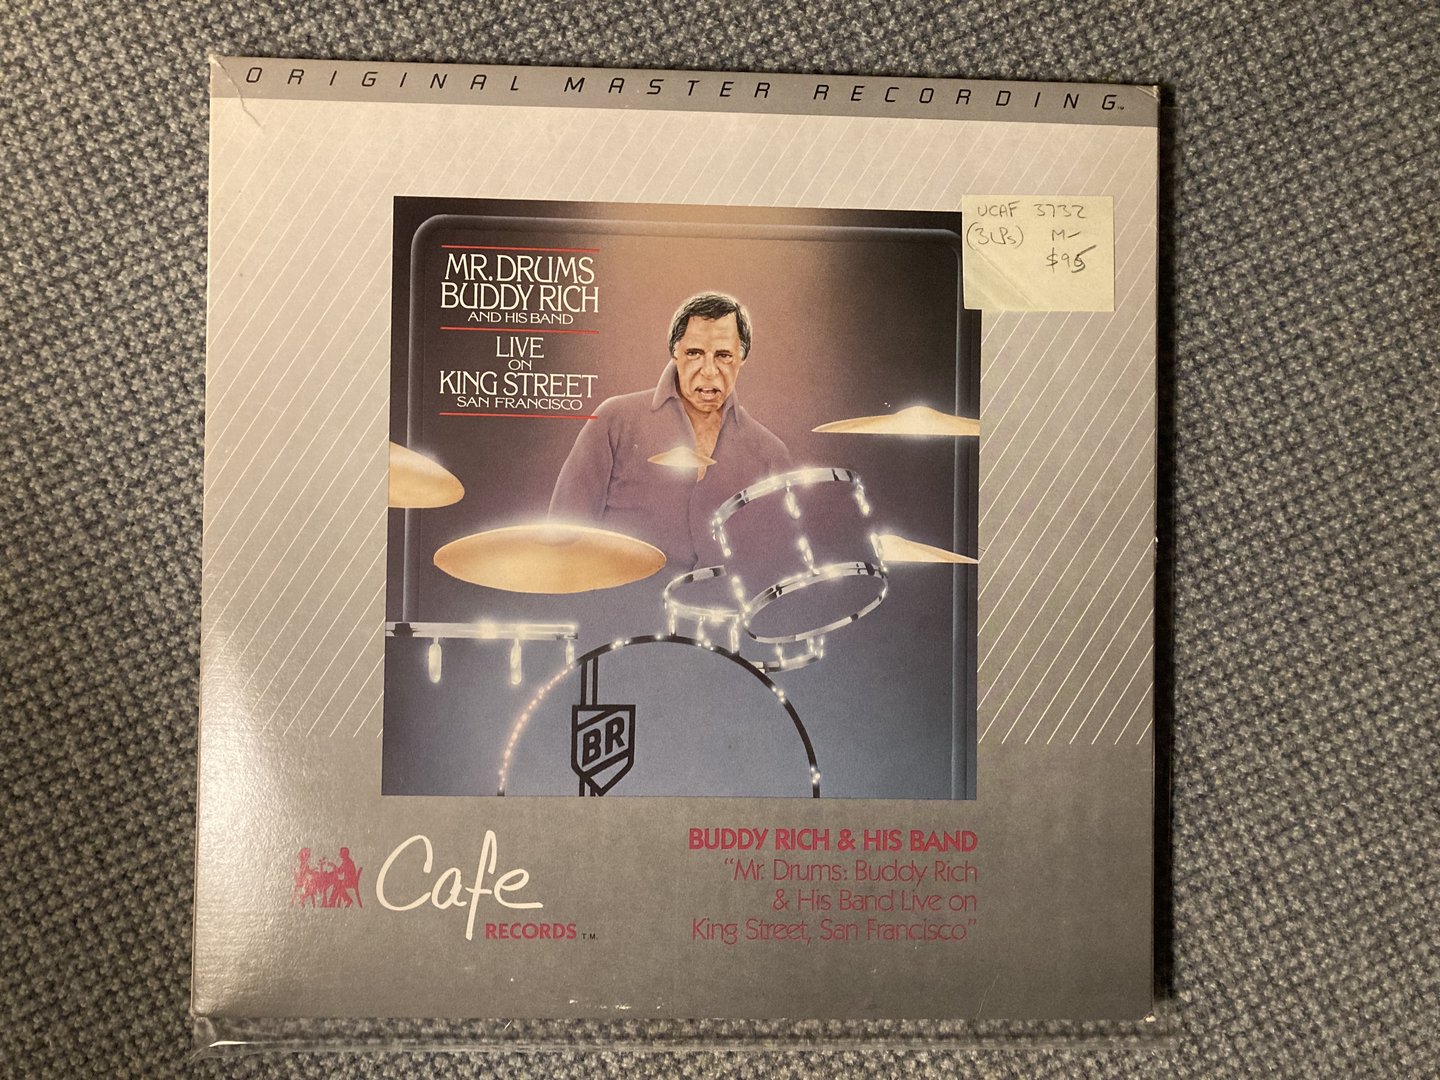 ORIGINAL MASTER RECORDING™
UCAF 3732
(3LPs) M-
$95
MR. DRUMS
BUDDY RICH
AND HIS BAND
LIVE
ON
KING STREET
SAN FRANCISCO
BR
Cafe
RECORDS T.M.
BUDDY RICH & HIS BAND
"Mr. Drums: Buddy Rich
& His Band Live on
King Street, San Francisco"